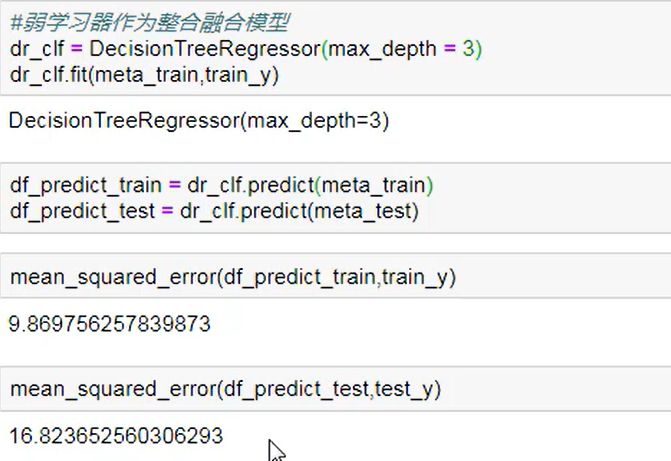 #弱学习器作为整合融合模型
dr_clf = DecisionTreeRegressor(max_depth = 3)
dr_clf.fit(meta_train,train_y)
DecisionTreeRegressor(max_depth=3)
df_predict_train = dr_clf.predict(meta_train)
df_predict_test = dr_clf.predict(meta_test)
mean_squared_error(df_predict_train,train_y)
9.869756257839873
mean_squared_error(df_predict_test,test_y)
16.823652560306293